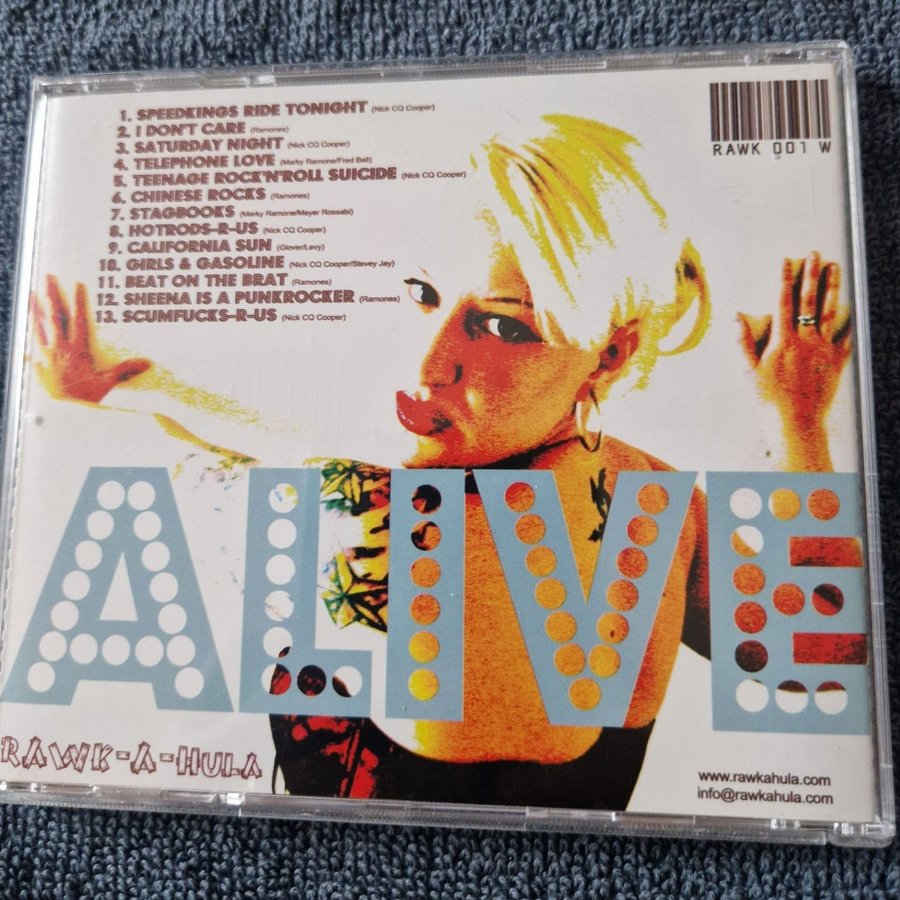 1. SPEEDKINGS RIDE TONIGHT (Nick CQ Cooper)
2. I DON'T CARE (Ramones)
3. SATURDAY NIGHT (Nick CQ Cooper)
4. TELEPHONE LOVE (Marky Ramone/Fred Bell)
5. TEENAGE ROCK'N'ROLL SUICIDE (Nick CQ Cooper)
6. CHINESE ROCKS (Ramones)
7. STAGBOOKS (Marky Ramone/Meyer Rossabi)
8. HOTRODS-R-US (Nick CQ Cooper)
9. CALIFORNIA SUN (Glover/Levy)
10. GIRLS & GASOLINE (Nick CQ Cooper/Stevey Jay)
11. BEAT ON THE BRAT (Ramones)
12. SHEENA IS A PUNKROCKER (Ramones)
13. SCUMFUCKS-R-US (Nick CQ Cooper)
RAWK 001 W
ALIVE
RAWK-A-HULA
www.rawkahula.com
info@rawkahula.com